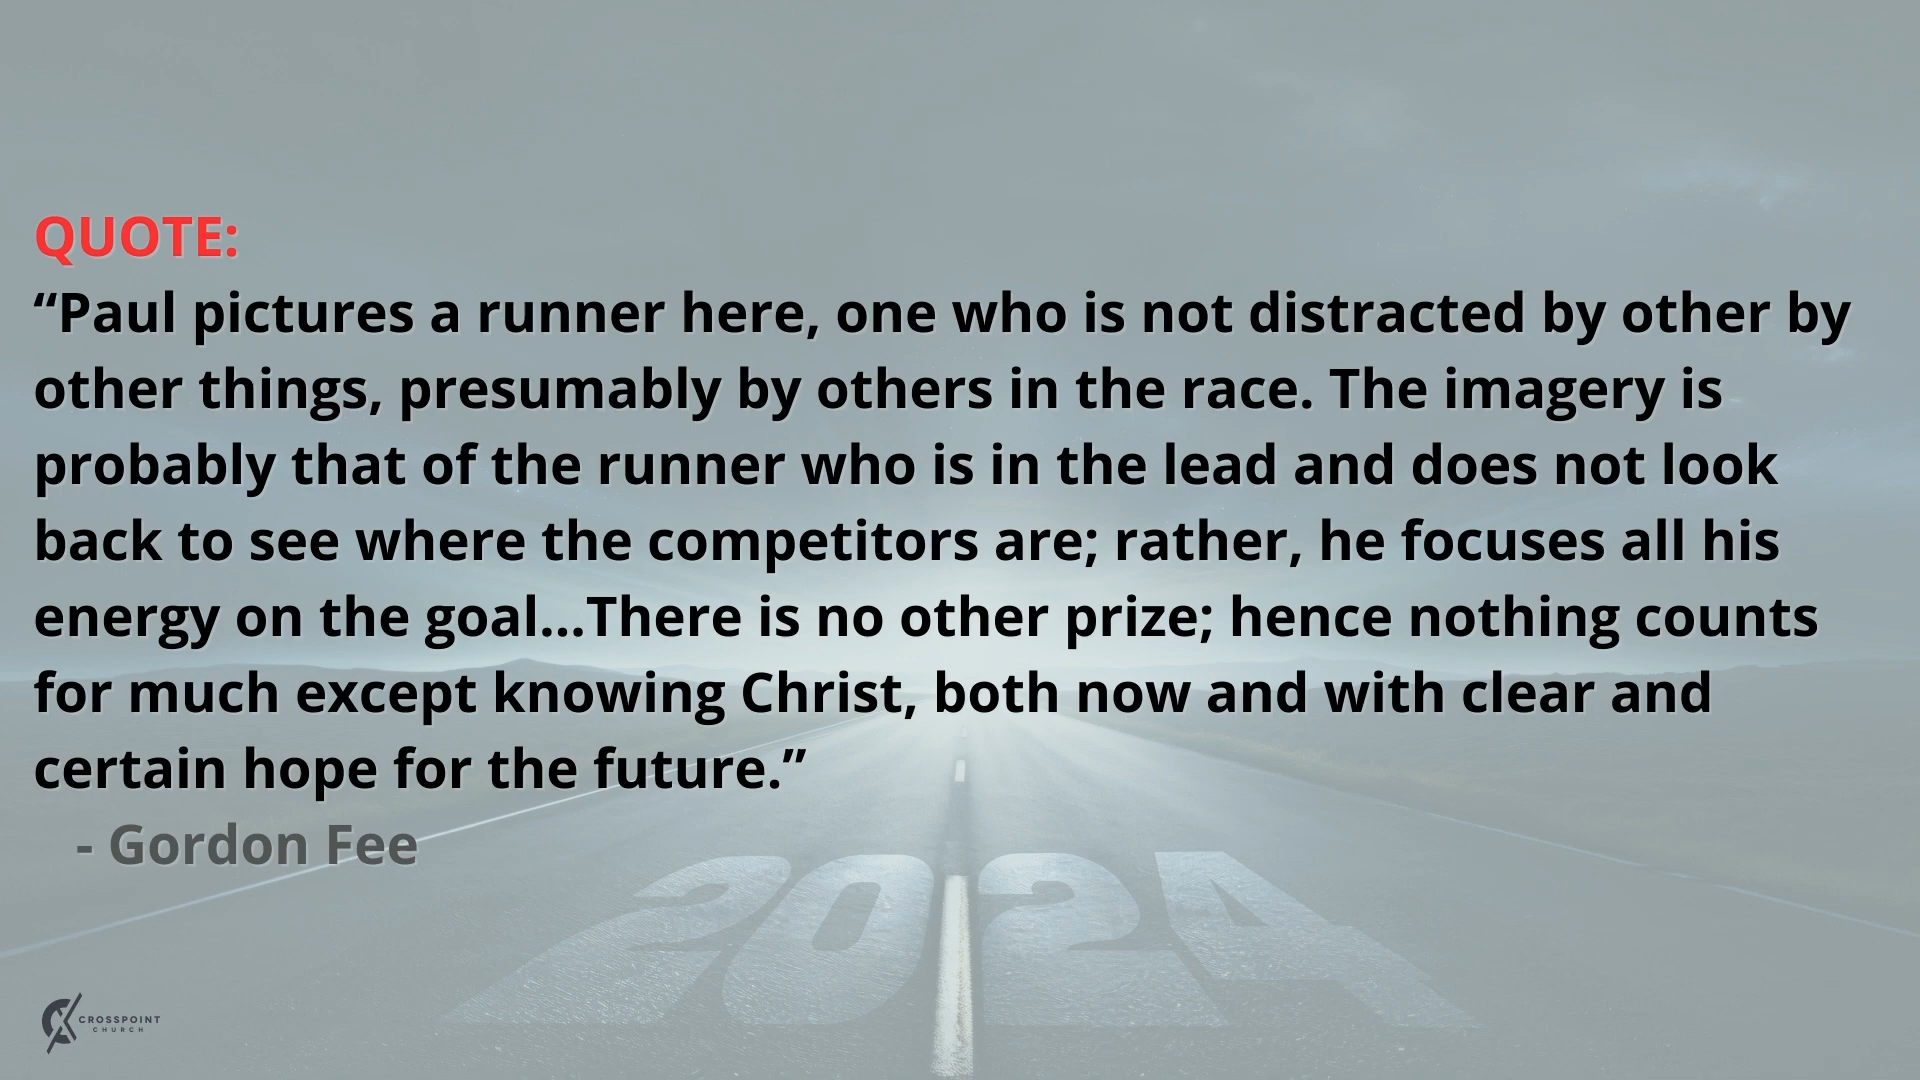 QUOTE:
“Paul pictures a runner here, one who is not distracted by other by
other things, presumably by others in the race. The imagery is
probably that of the runner who is in the lead and does not look
back to see where the competitors are; rather, he focuses all his
energy on the goal...There is no other prize; hence nothing counts
for much except knowing Christ, both now and with clear and
certain hope for the future.”
- Gordon Fee
2024
CROSSPOINT
CHURCH